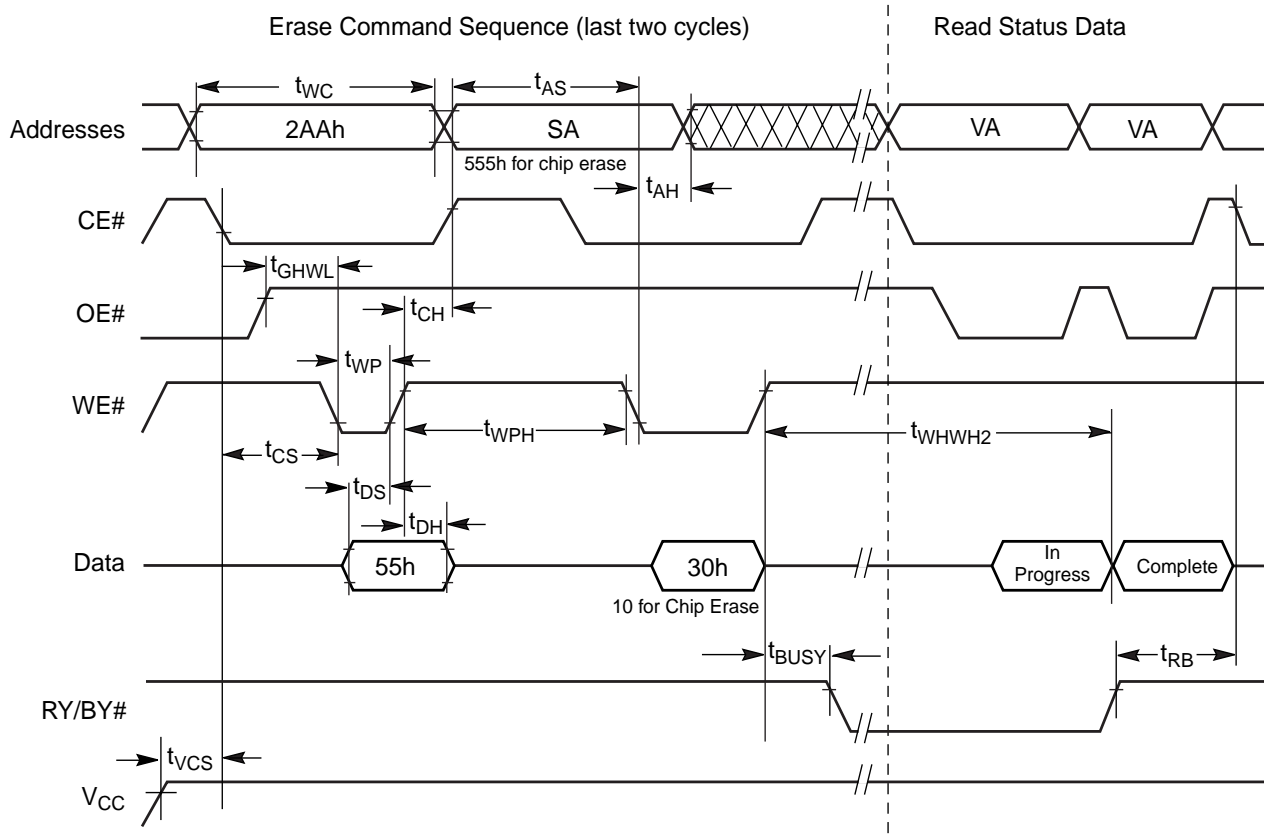 Erase Command Sequence (last two cycles)
Read Status Data
tWC
tAS
Addresses
2AAh
SA
VA
VA
555h for chip erase
tAH
CE#
tGHWL
OE#
tCH
tWP
WE#
tWPH
tWHWH2
tCS
tDS
tDH
Data
55h
30h
In
Progress
Complete
10 for Chip Erase
tBUSY
tRB
RY/BY#
tVCS
VCC